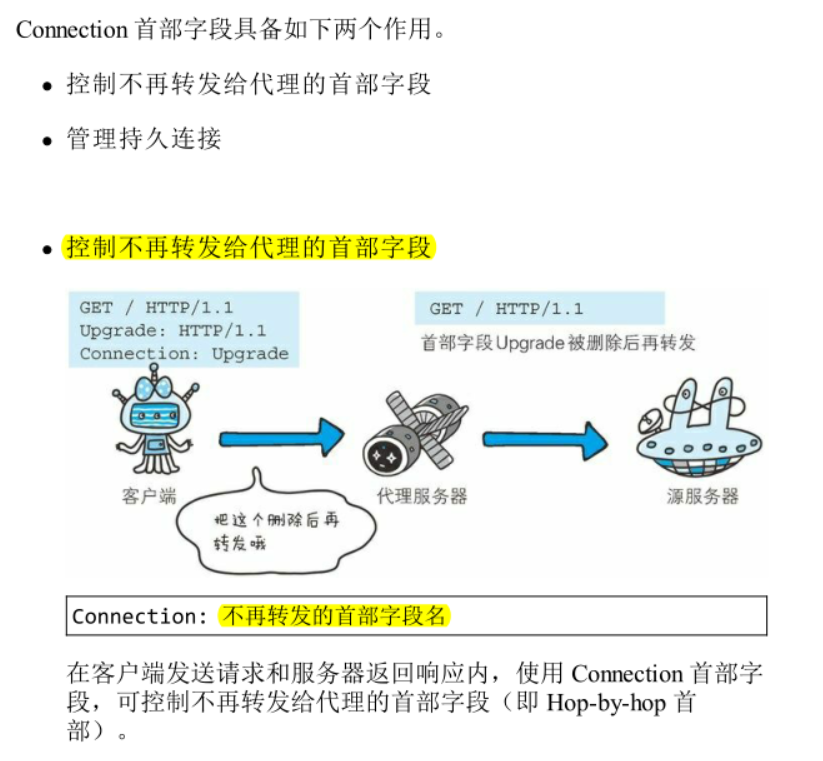 Connection 首部字段具备如下两个作用。
• 控制不再转发给代理的首部字段
• 管理持久连接
• 控制不再转发给代理的首部字段
GET / HTTP/1.1
Upgrade: HTTP/1.1
Connection: Upgrade
GET / HTTP/1.1
首部字段Upgrade被删除后再转发
客户端
代理服务器
源服务器
把这个删除后再
转发哦
Connection: 不再转发的首部字段名
在客户端发送请求和服务器返回响应内，使用 Connection 首部字
段，可控制不再转发给代理的首部字段（即 Hop-by-hop 首
部）。